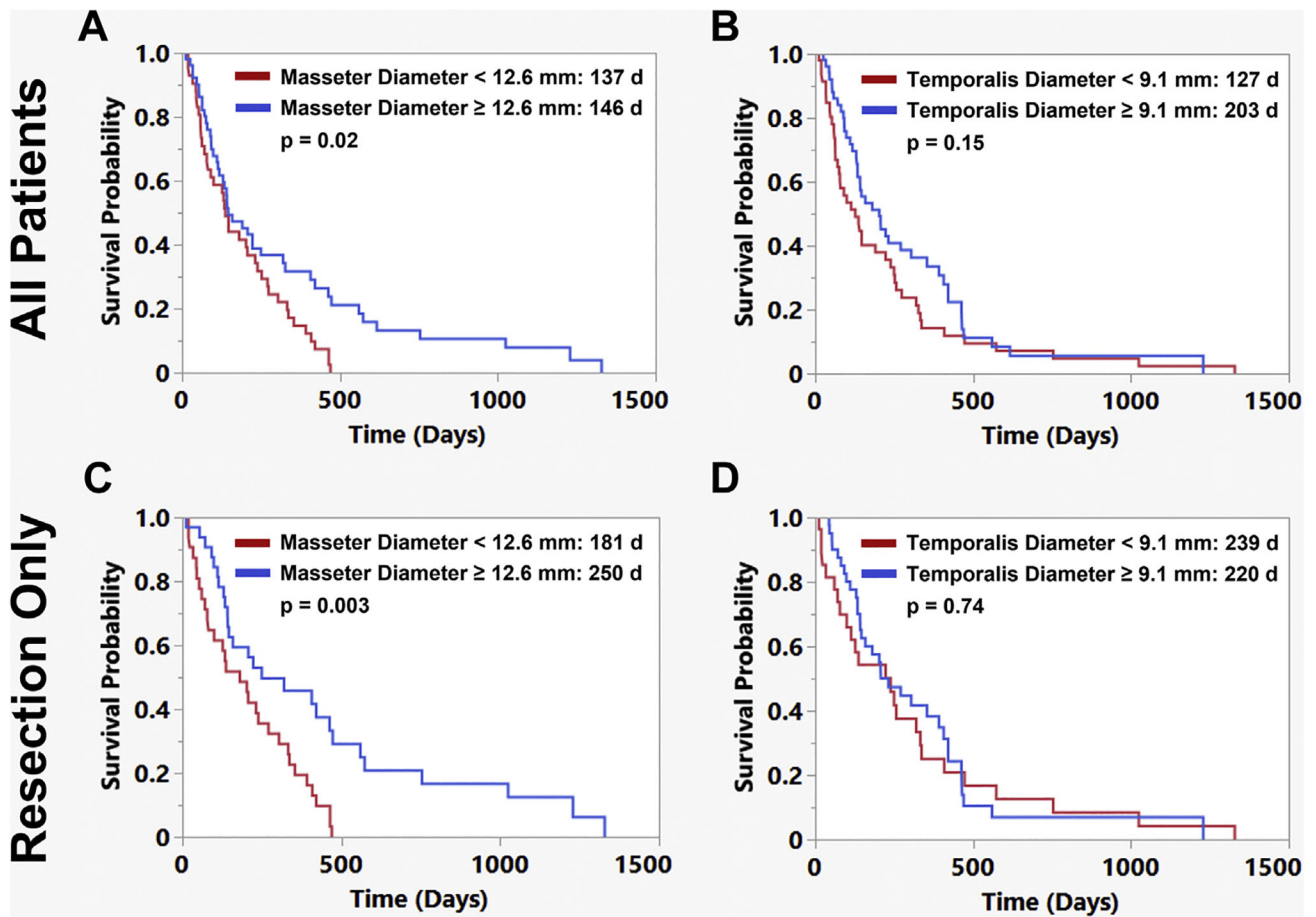 All Patients
A
1.0
0.8
0.6
0.4
0.2
0
Survival Probability
Masseter Diameter < 12.6 mm: 137 d
Masseter Diameter ≥ 12.6 mm: 146 d
p = 0.02
0 500 1000 1500
Time (Days)
B
1.0
0.8
0.6
0.4
0.2
0
Survival Probability
Temporalis Diameter < 9.1 mm: 127 d
Temporalis Diameter ≥ 9.1 mm: 203 d
p = 0.15
0 500 1000 1500
Time (Days)
Resection Only
C
1.0
0.8
0.6
0.4
0.2
0
Survival Probability
Masseter Diameter < 12.6 mm: 181 d
Masseter Diameter ≥ 12.6 mm: 250 d
p = 0.003
0 500 1000 1500
Time (Days)
D
1.0
0.8
0.6
0.4
0.2
0
Survival Probability
Temporalis Diameter < 9.1 mm: 239 d
Temporalis Diameter ≥ 9.1 mm: 220 d
p = 0.74
0 500 1000 1500
Time (Days)